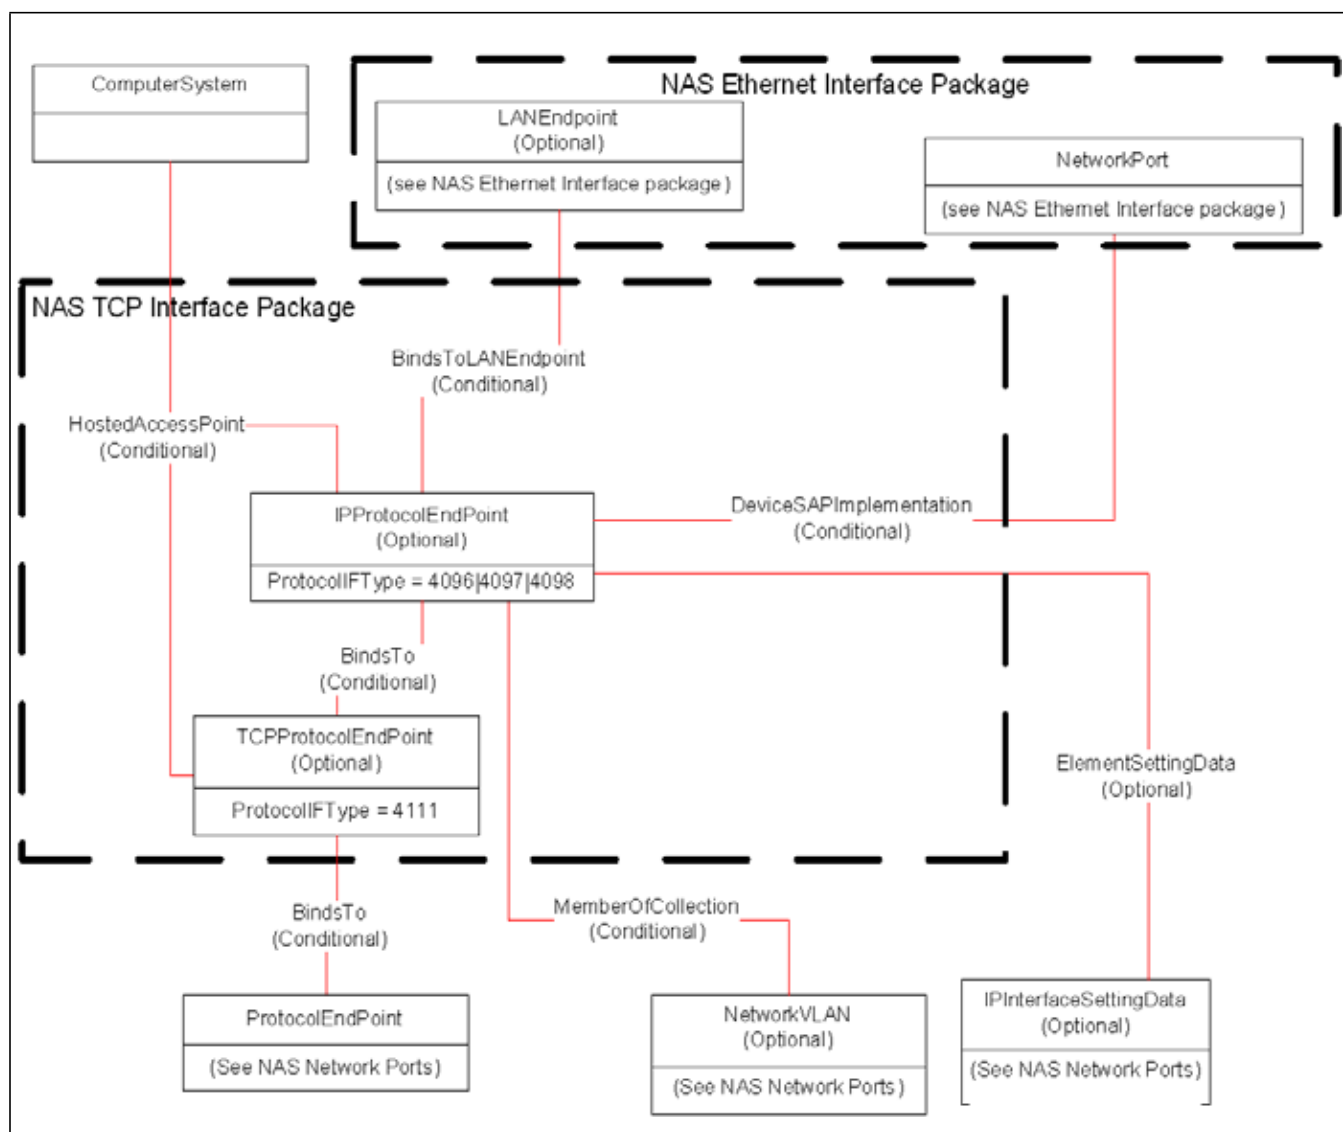 ComputerSystem
NAS Ethernet Interface Package
LANEndpoint
(Optional)
(see NAS Ethernet Interface package)
NetworkPort
(see NAS Ethernet Interface package)
NAS TCP Interface Package
BindsToLANEndpoint
(Conditional)
HostedAccessPoint
(Conditional)
IPProtocolEndPoint
(Optional)
ProtocolIFType = 4096|4097|4098
DeviceSAPImplementation
(Conditional)
BindsTo
(Conditional)
TCPProtocolEndPoint
(Optional)
ProtocolIFType = 4111
ElementSettingData
(Optional)
BindsTo
(Conditional)
MemberOfCollection
(Conditional)
ProtocolEndPoint
(See NAS Network Ports)
NetworkVLAN
(Optional)
(See NAS Network Ports)
IPInterfaceSettingData
(Optional)
(See NAS Network Ports)